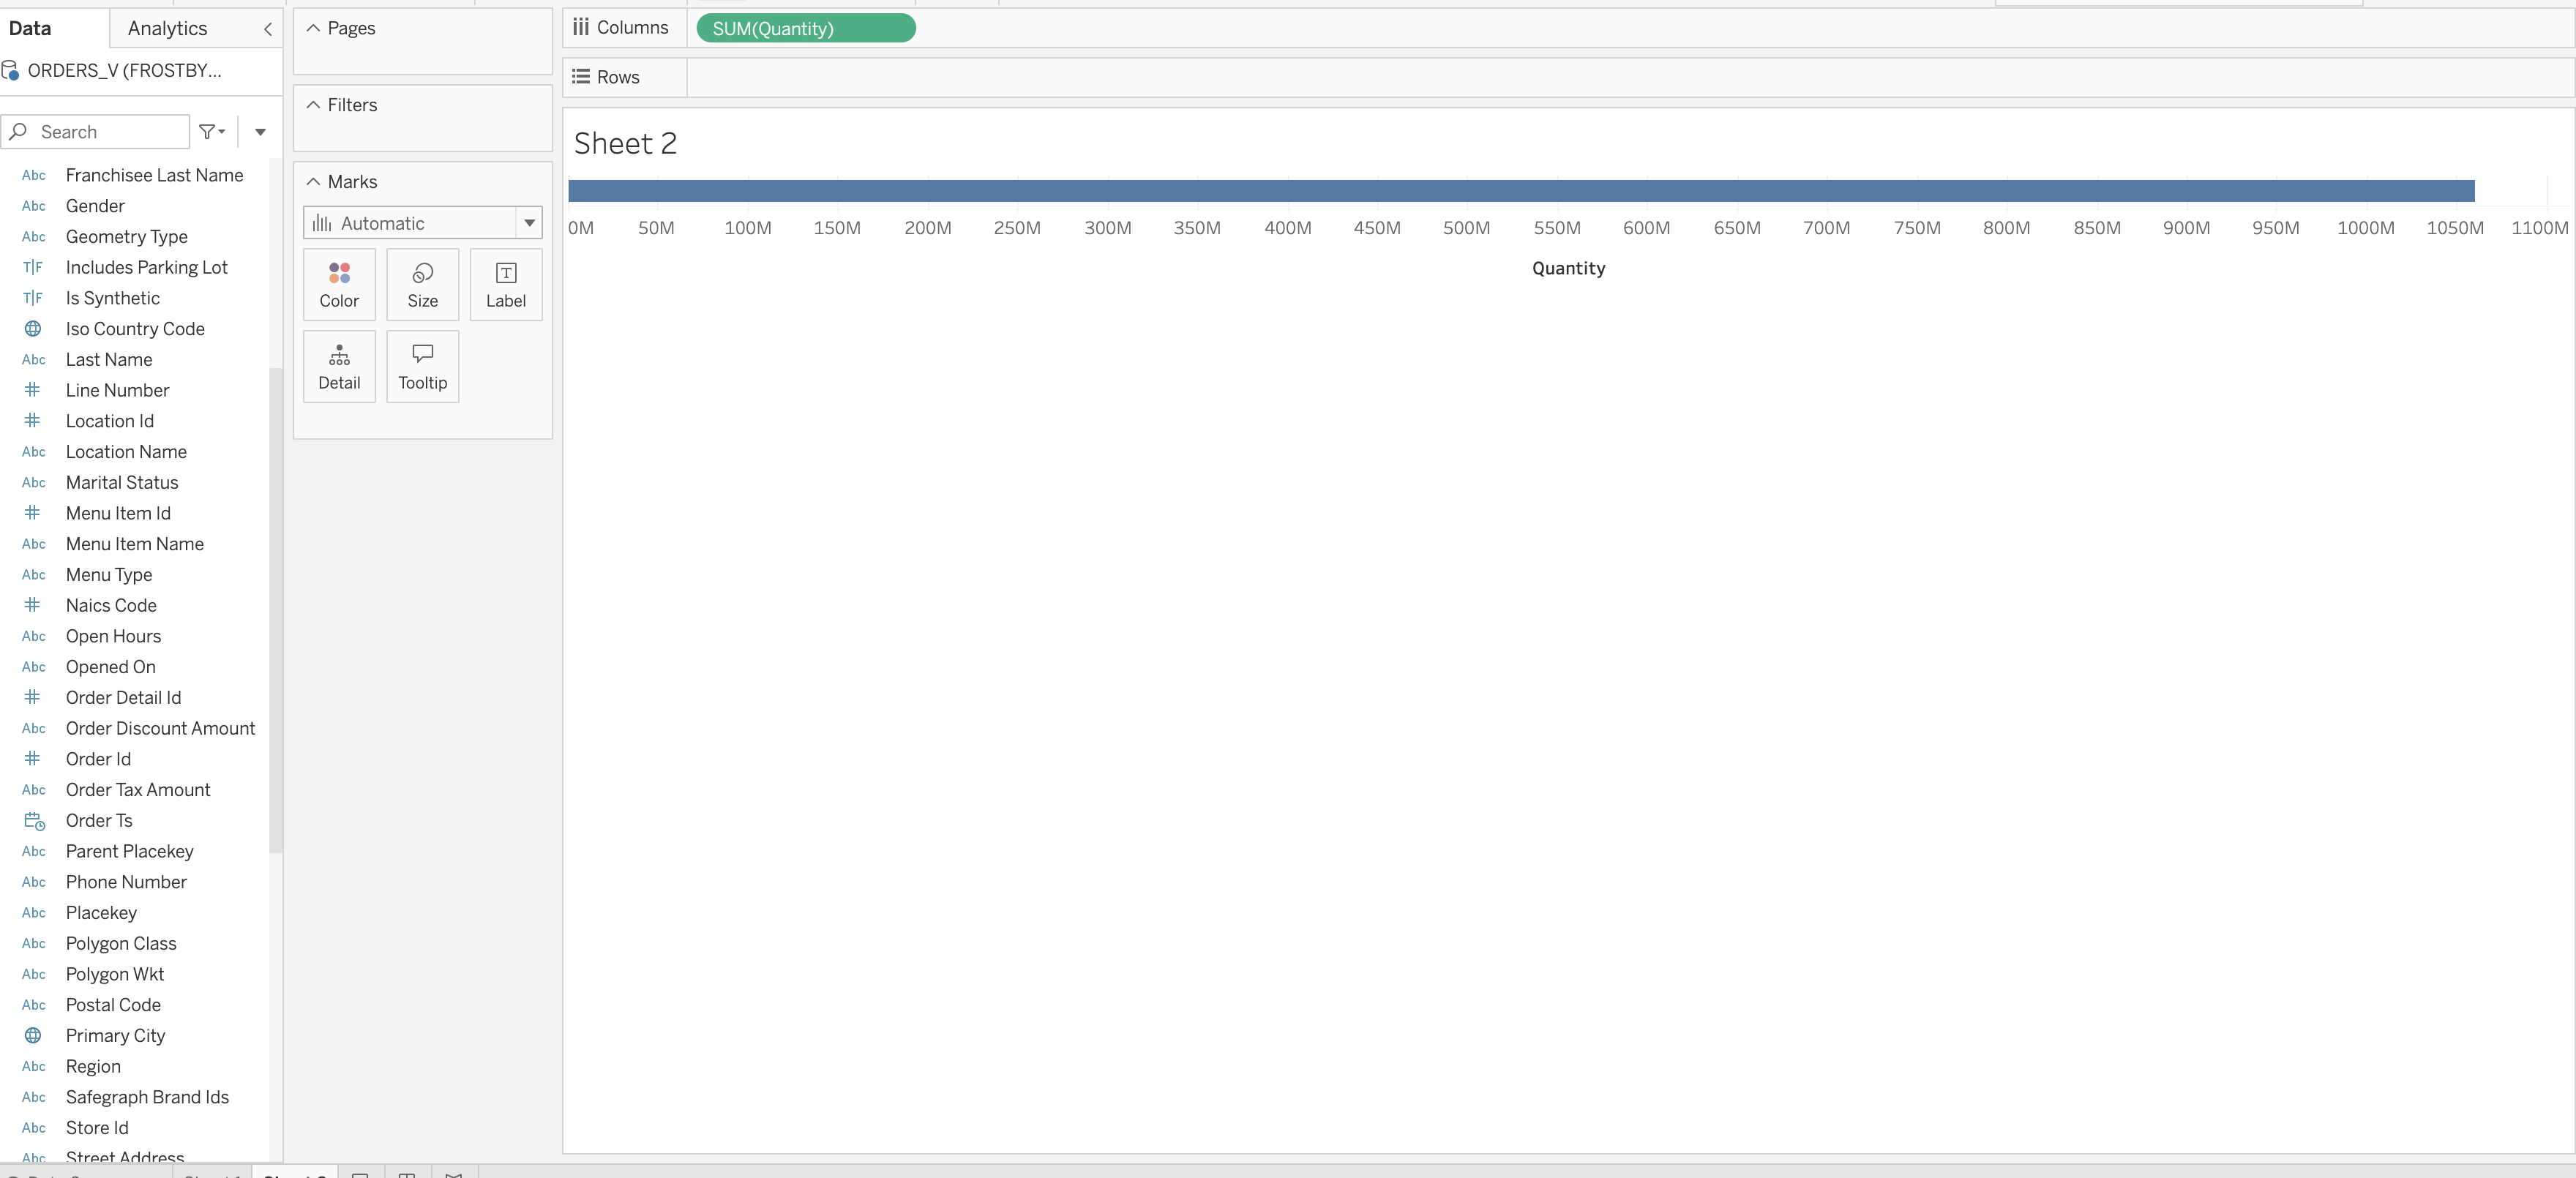 Data
Analytics
ORDERS_V (FROSTBY...
Search
Abc Franchisee Last Name
Abc Gender
Abc Geometry Type
T|F Includes Parking Lot
T|F Is Synthetic
Iso Country Code
Abc Last Name
# Line Number
# Location Id
Abc Location Name
Abc Marital Status
# Menu Item Id
Abc Menu Item Name
Abc Menu Type
# Naics Code
Abc Open Hours
Abc Opened On
# Order Detail Id
Abc Order Discount Amount
# Order Id
Abc Order Tax Amount
Order Ts
Abc Parent Placekey
Abc Phone Number
Abc Placekey
Abc Polygon Class
Abc Polygon Wkt
Abc Postal Code
Primary City
Abc Region
Abc Safegraph Brand Ids
Abc Store Id
Abc Street Address
Pages
Filters
Marks
Automatic
Color Size Label
Detail Tooltip
Columns SUM(Quantity)
Rows
Sheet 2
0M 50M 100M 150M 200M 250M 300M 350M 400M 450M 500M 550M 600M 650M 700M 750M 800M 850M 900M 950M 1000M 1050M 1100M
Quantity